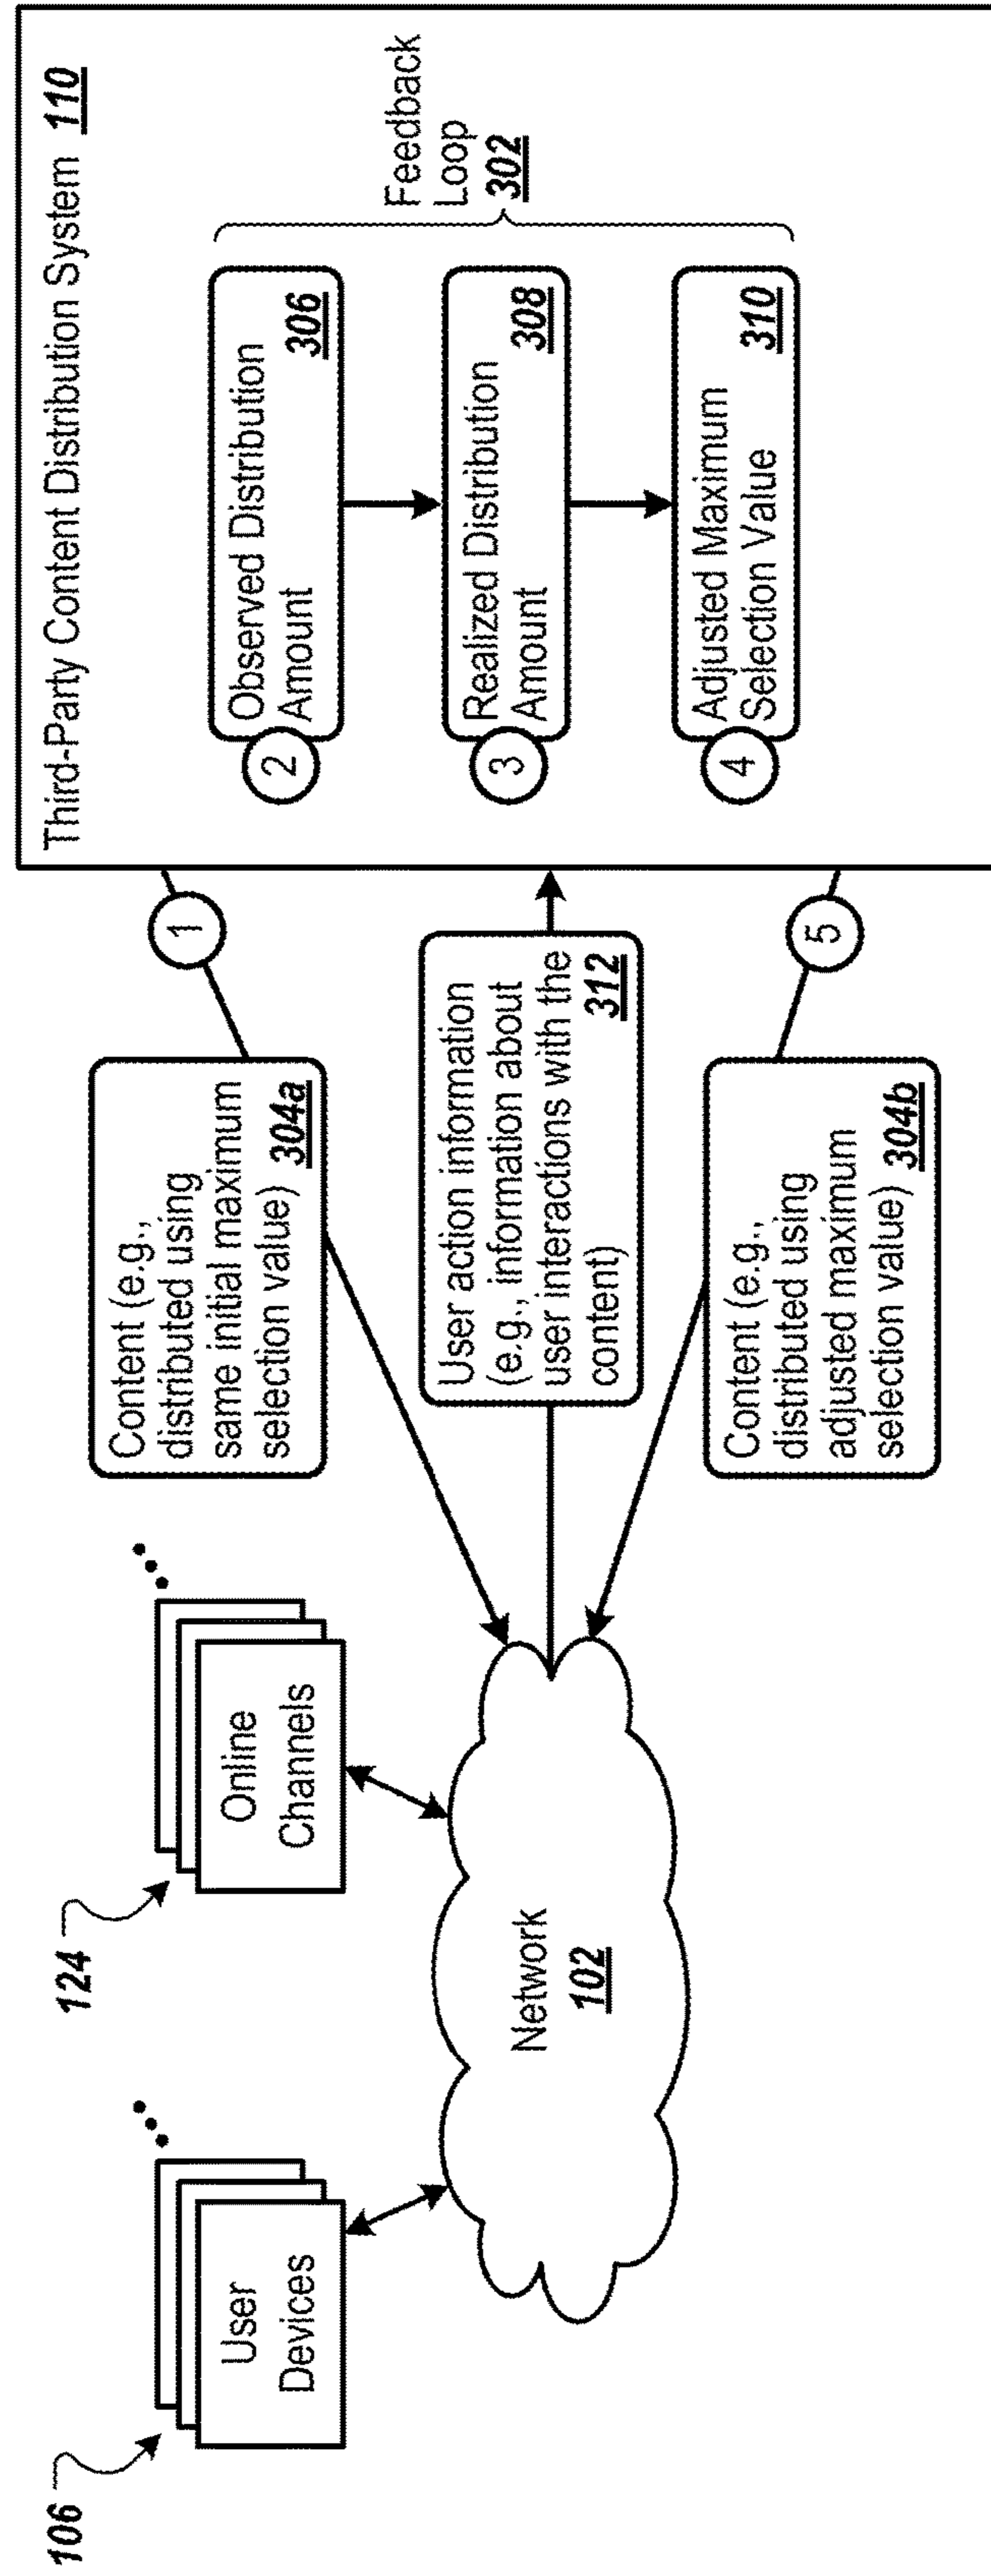 106
User
Devices
124
Online
Channels
Network
102
Content (e.g.,
distributed using
same initial maximum
selection value) 304a
User action information
(e.g., information about
user interactions with the
content) 312
Content (e.g.,
distributed using
adjusted maximum
selection value) 304b
1
5
Third-Party Content Distribution System 110
2
Observed Distribution
Amount 306
3
Realized Distribution
Amount 308
4
Adjusted Maximum
Selection Value 310
Feedback
Loop
302